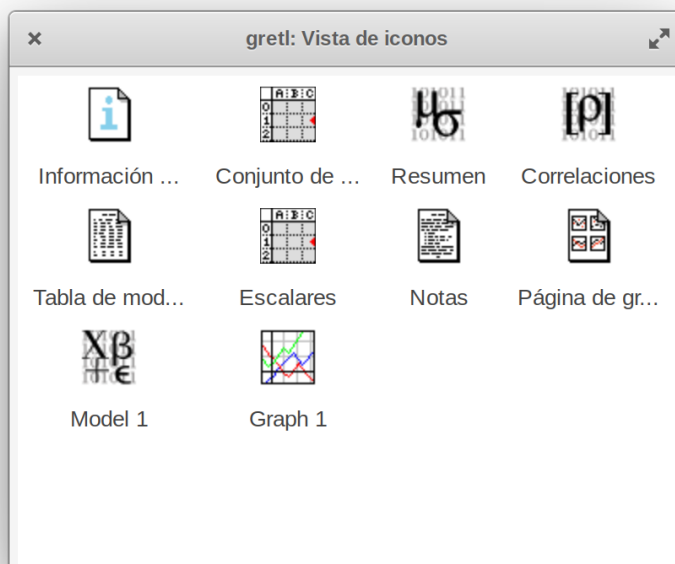 gretl: Vista de iconos
Información ... Conjunto de ... Resumen Correlaciones
Tabla de mod... Escalares Notas Página de gr...
Model 1 Graph 1